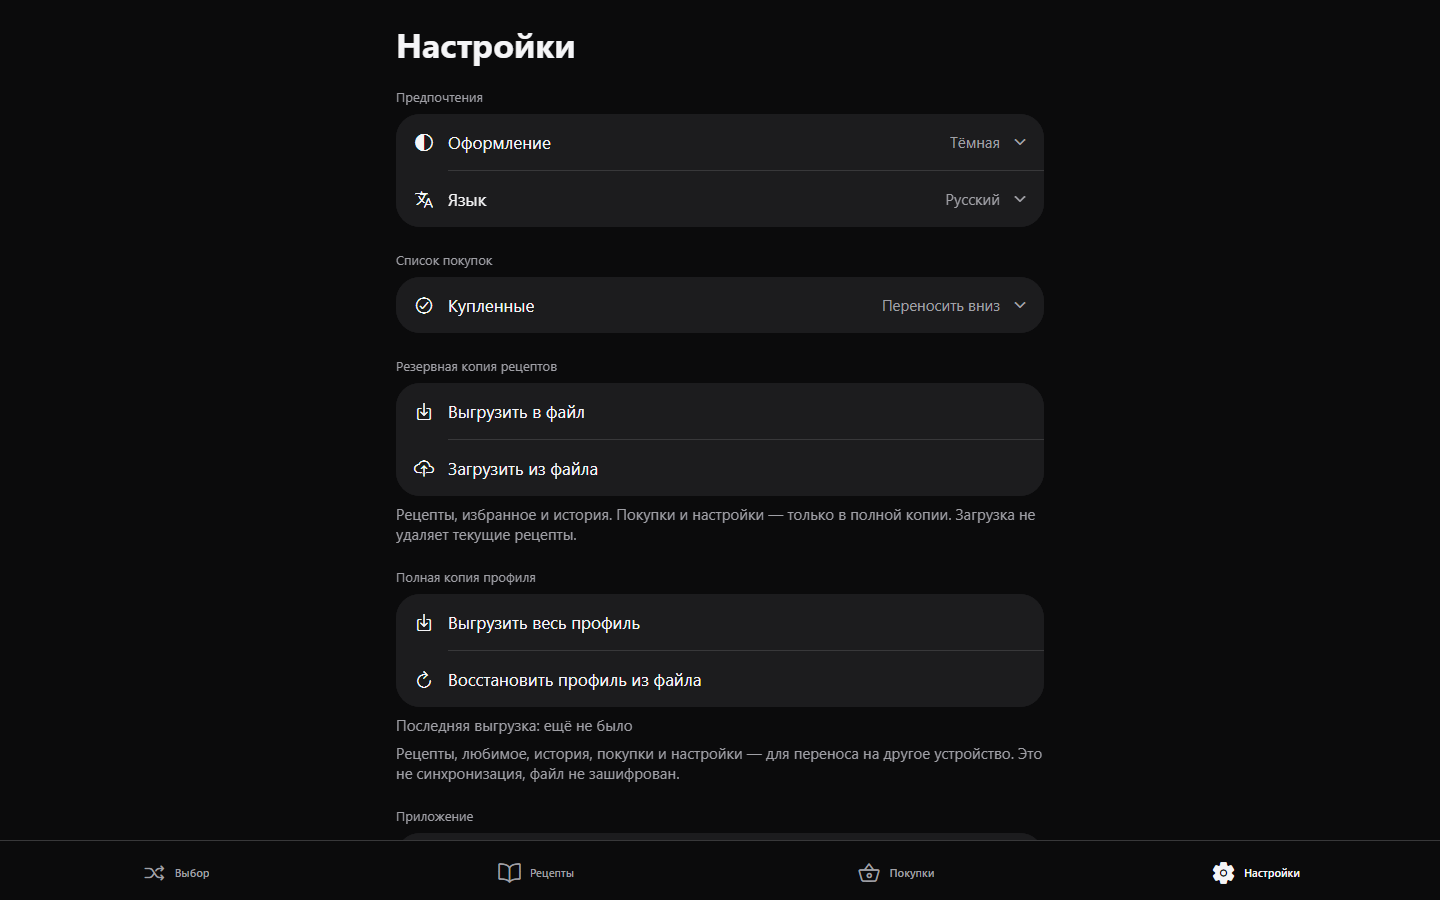 Настройки
Предпочтения
Оформление
Тёмная
Язык
Русский
Список покупок
Купленные
Переносить вниз
Резервная копия рецептов
Выгрузить в файл
Загрузить из файла
Рецепты, избранное и история. Покупки и настройки — только в полной копии. Загрузка не
удаляет текущие рецепты.
Полная копия профиля
Выгрузить весь профиль
Восстановить профиль из файла
Последняя выгрузка: ещё не было
Рецепты, любимое, история, покупки и настройки — для переноса на другое устройство. Это
не синхронизация, файл не зашифрован.
Приложение
Выбор
Рецепты
Покупки
Настройки